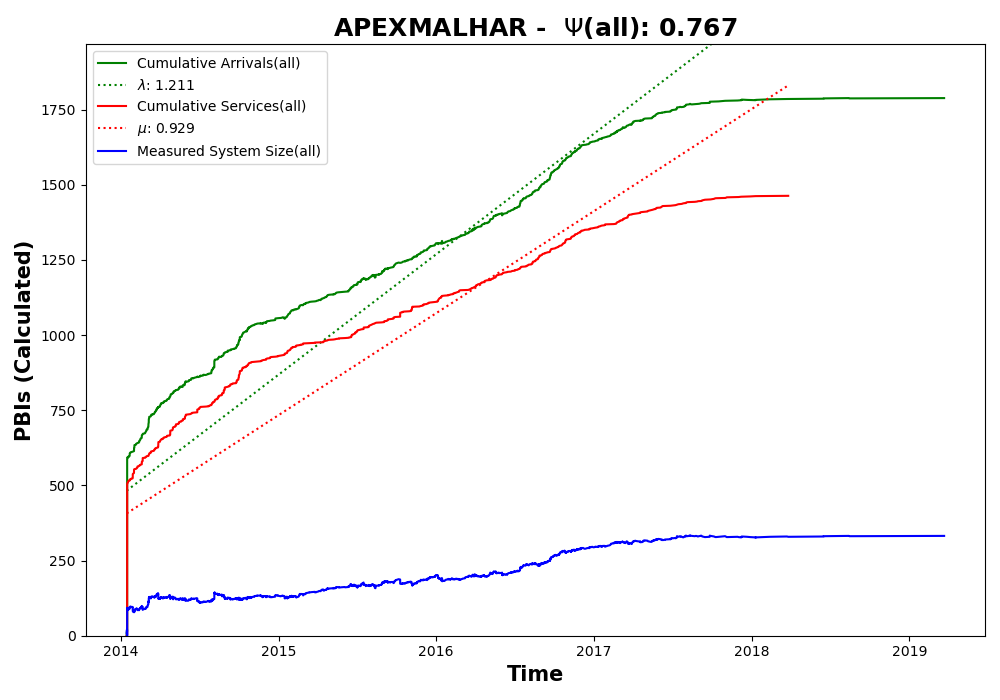 APEXMALHAR - Ψ(all): 0.767
Cumulative Arrivals(all)
λ: 1.211
Cumulative Services(all)
μ: 0.929
Measured System Size(all)
PBIs (Calculated)
1750
1500
1250
1000
750
500
250
0
2014 2015 2016 2017 2018 2019
Time